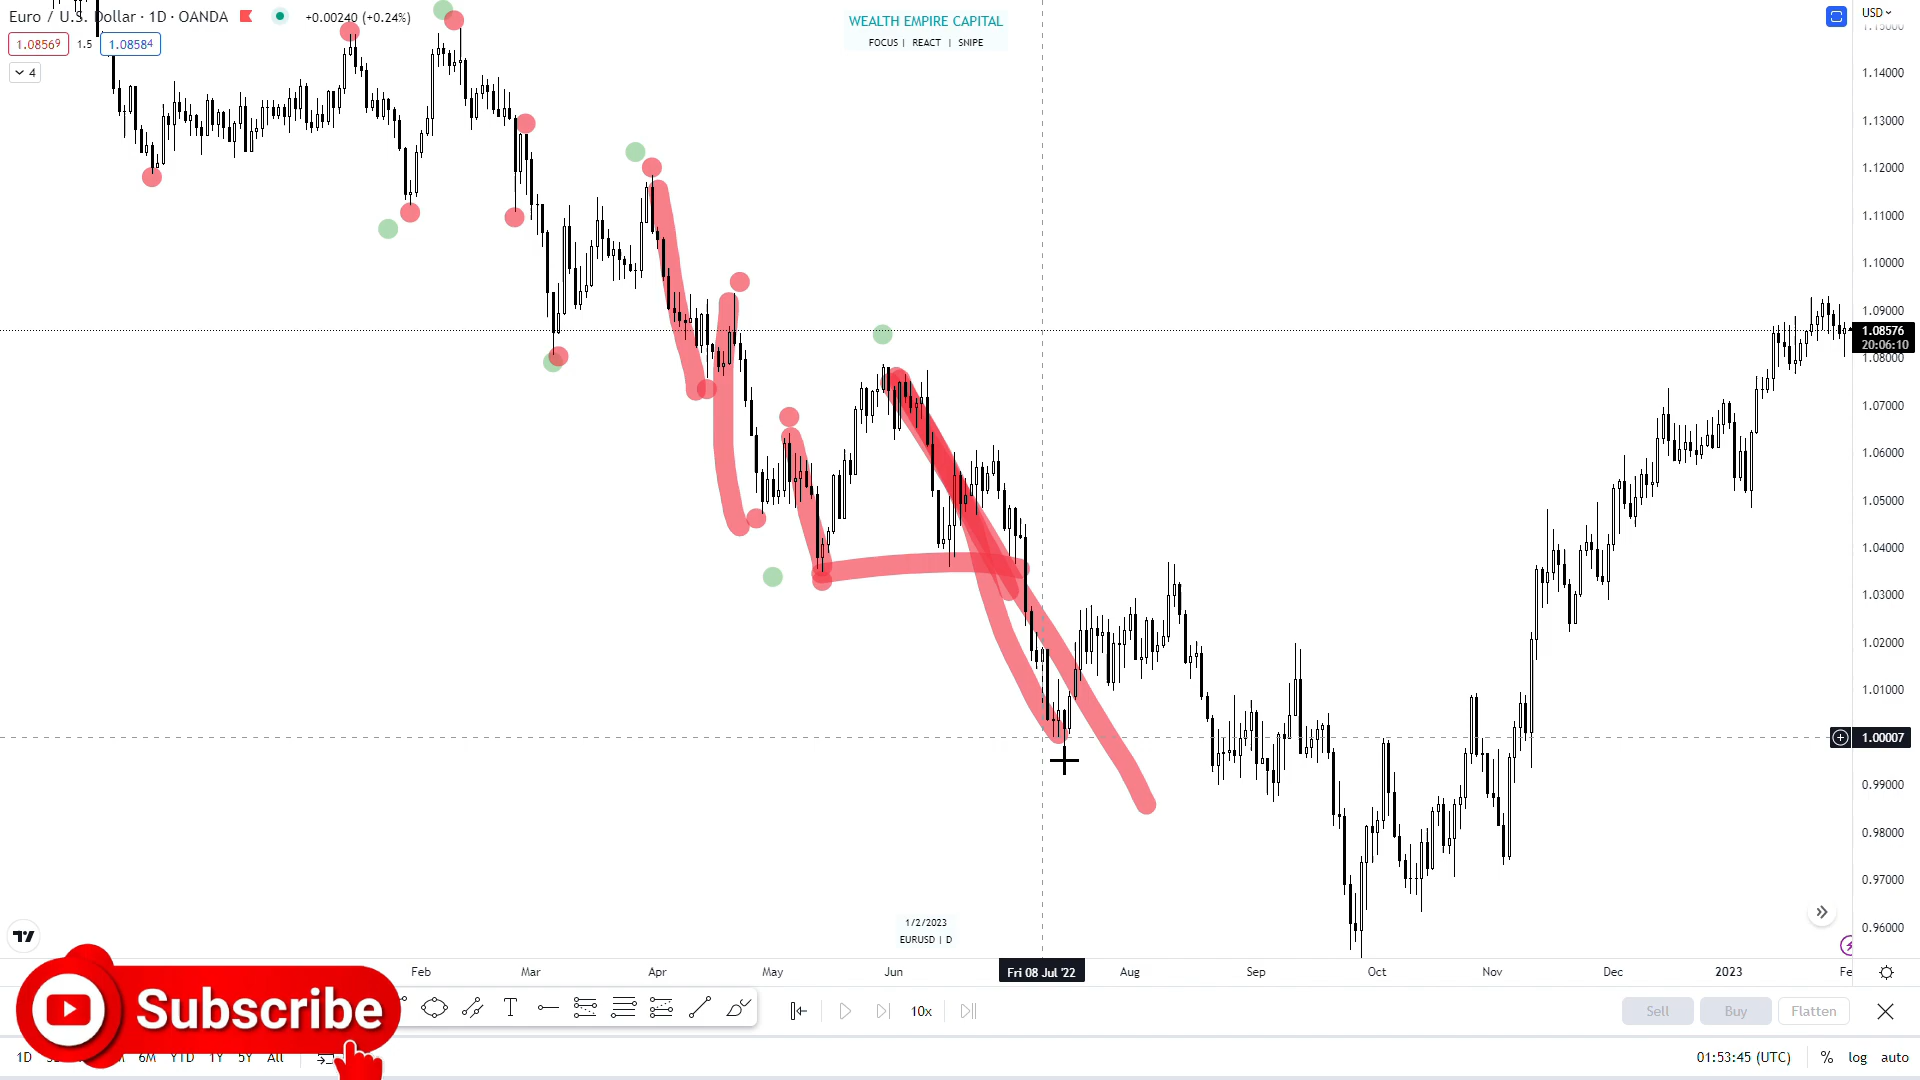 Euro / U.S. Dollar · 1D · OANDA
+0.00240 (+0.24%)
1.08569 1.5 1.08584
4
WEALTH EMPIRE CAPITAL
FOCUS | REACT | SNIPE
USD
1.15000
1.14000
1.13000
1.12000
1.11000
1.10000
1.09000
1.08576
20:06:10
1.08000
1.07000
1.06000
1.05000
1.04000
1.03000
1.02000
1.01000
1.00007
0.99000
0.98000
0.97000
0.96000
1/2/2023
EURUSD | D
Feb Mar Apr May Jun Fri 08 Jul '22 Aug Sep Oct Nov Dec 2023 Fe
Subscribe
T
10x
Sell Buy Flatten
1D 6M YTD 1Y 5Y All
01:53:45 (UTC) % log auto